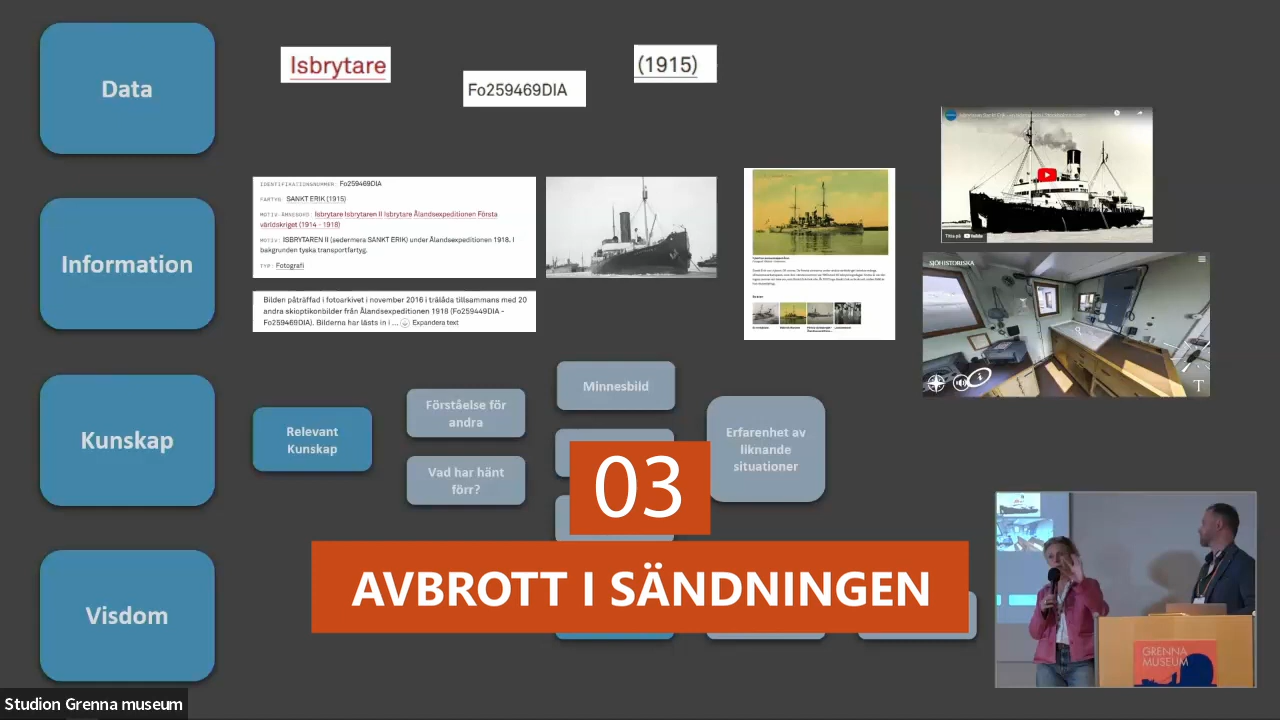 Data
Isbrytare
Fo259469DIA
(1915)
Information
IDENTIFIKATIONSNUMMER: Fo259469DIA
FARTYG: SANKT ERIK (1915)
MOTIV-ÄMNESORD: Isbrytare Isbrytaren II Isbrytare Ålandsexpeditionen Första
världskriget (1914 - 1918)
MOTIV: ISBRYTAREN II (sedermera SANKT ERIK) under Ålandsexpeditionen 1918. I
bakgrunden tyska transportfartyg.
TYP: Fotografi
Bilden påträffad i fotoarkivet i november 2016 i trälåda tillsammans med 20
andra skioptikonbilder från Ålandsexpeditionen 1918 (Fo259449DIA -
Fo259469DIA). Bilderna har lästs in i ... Expandera text
Titta på YouTube
SJÖHISTORISKA
T
Kunskap
Relevant
Kunskap
Förståelse för
andra
Vad har hänt
förr?
Minnesbild
Erfarenhet av
liknande
situationer
03
AVBROTT I SÄNDNINGEN
Visdom
GRENNA
MUSEUM
Studion Grenna museum